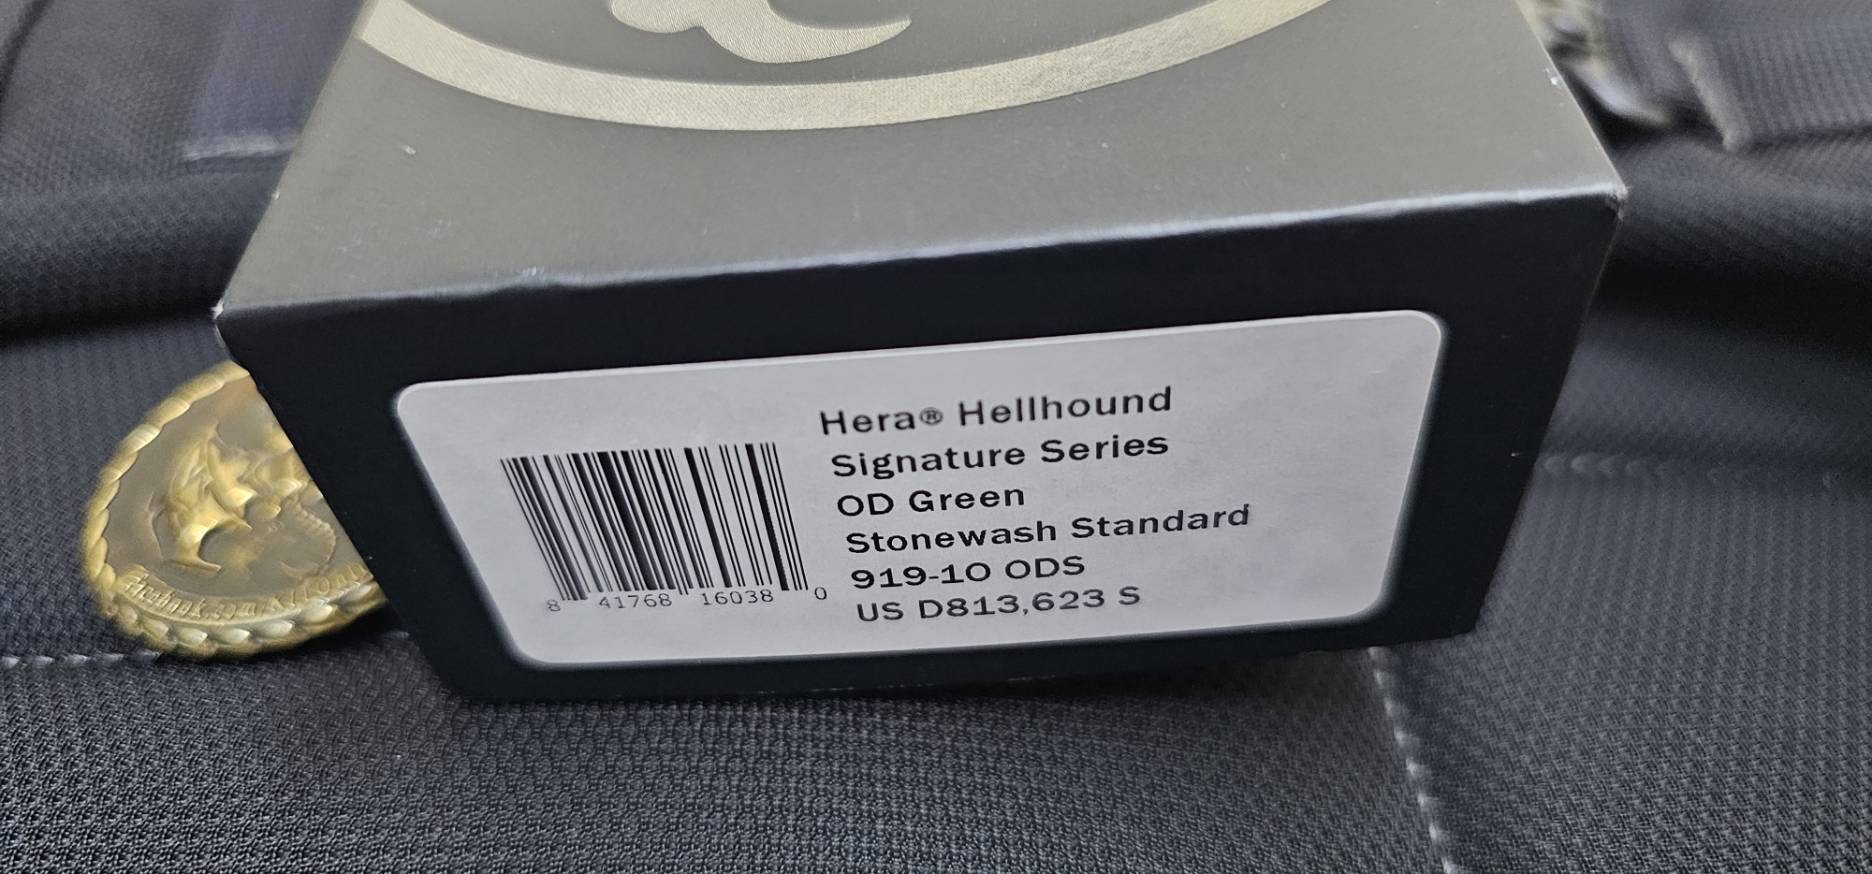 Hera® Hellhound
Signature Series
OD Green
Stonewash Standard
919-10 ODS
US D813,623 S
8 41768 16038 0